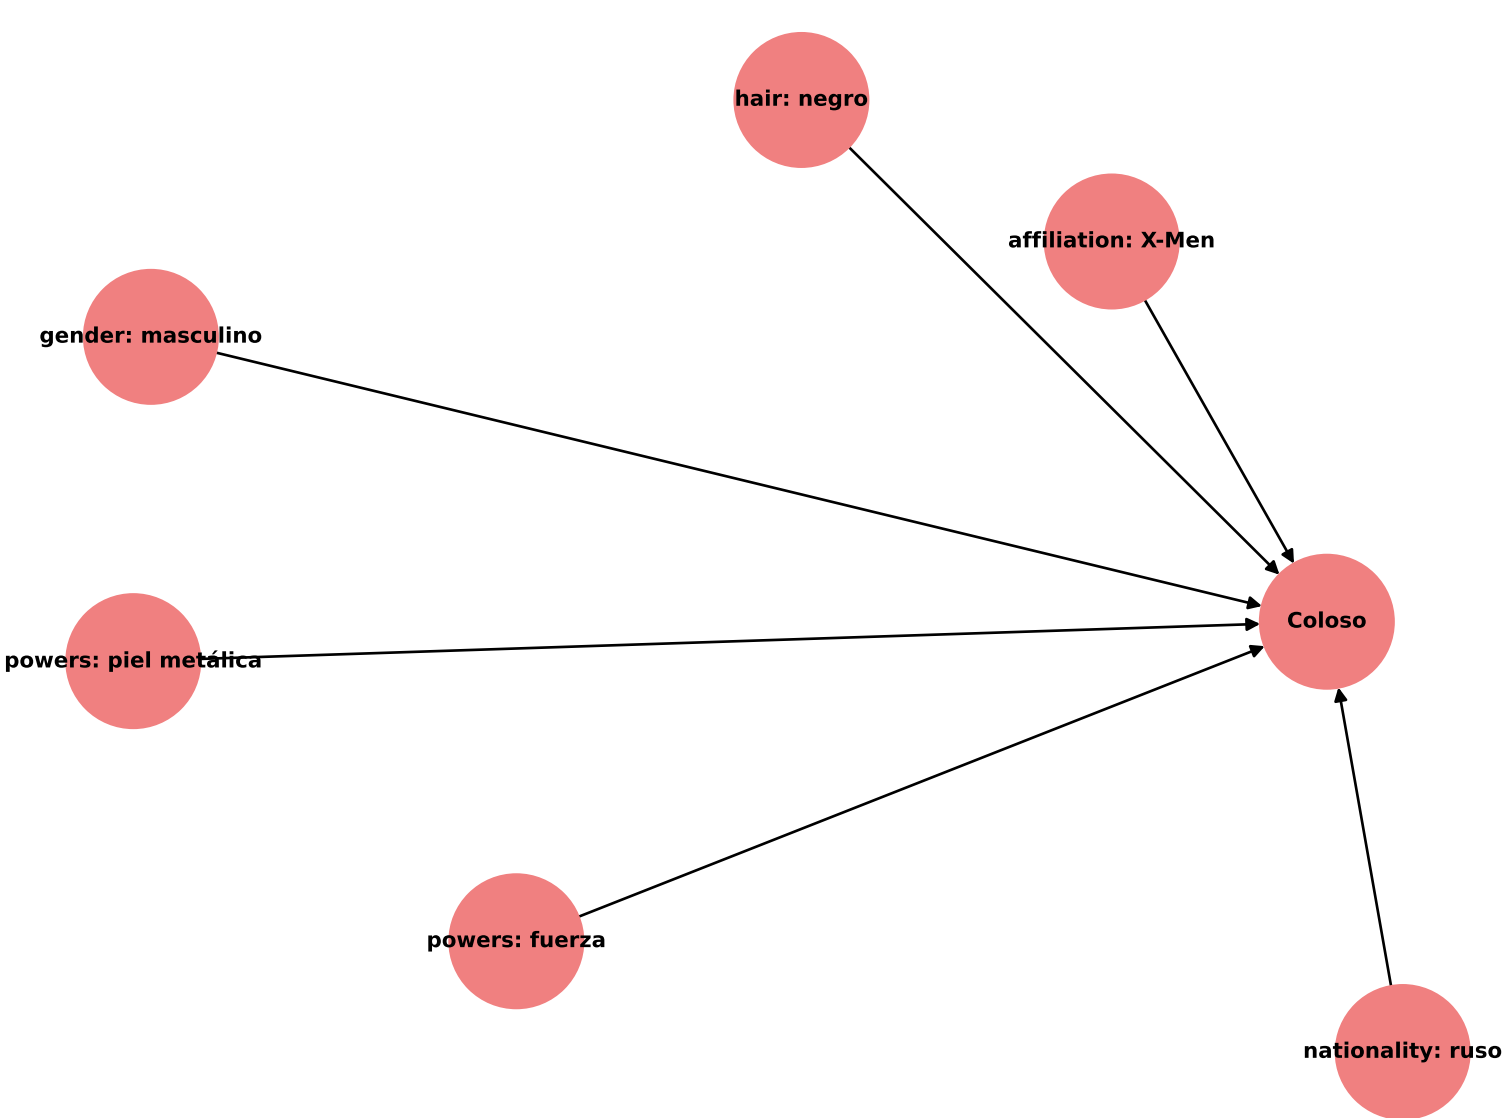 hair: negro
affiliation: X-Men
gender: masculino
Coloso
powers: piel metálica
powers: fuerza
nationality: ruso